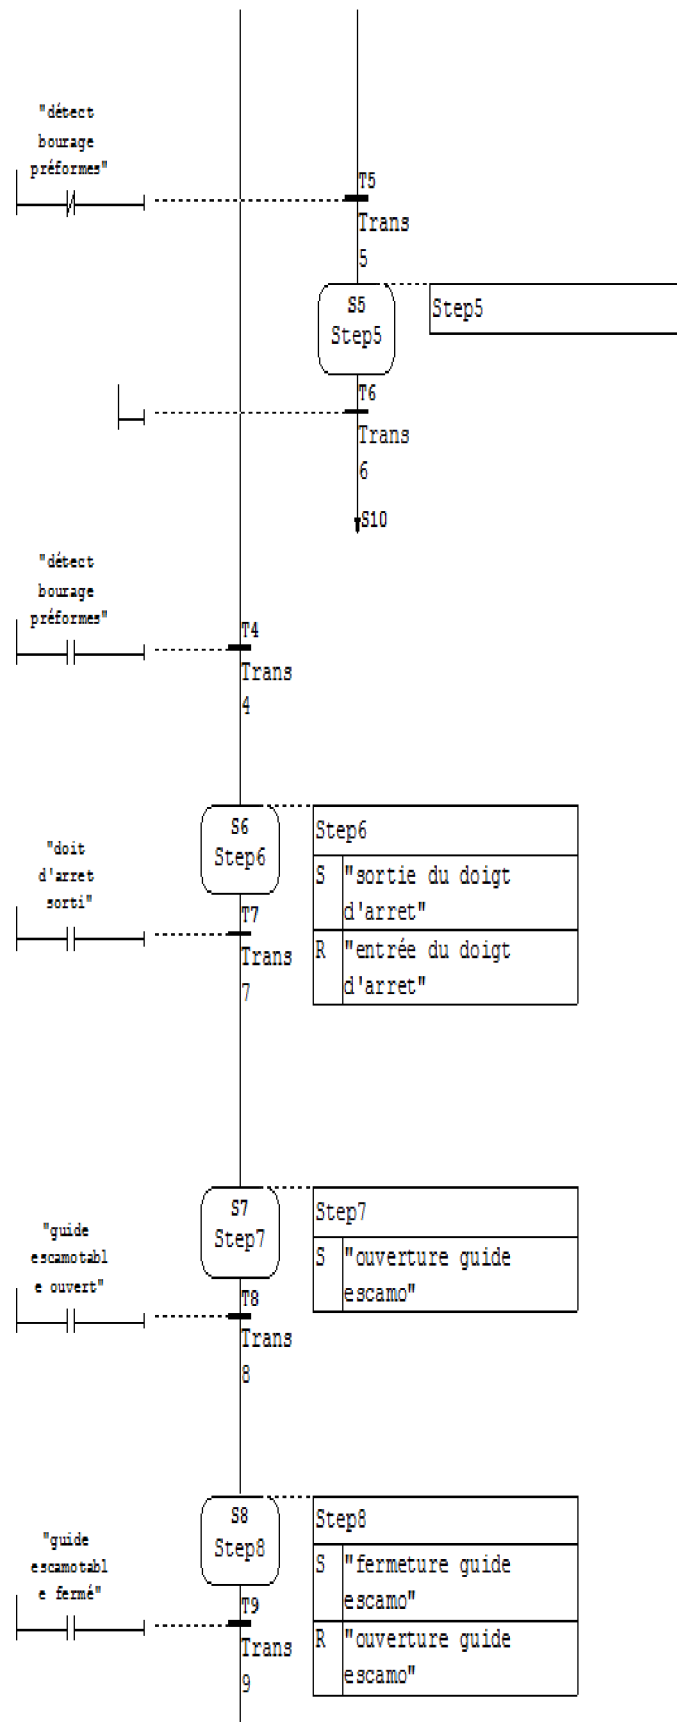 "détect
bourage
préformes"
T5
Trans
5
S5
Step5
Step5
T6
Trans
6
S10
"détect
bourage
préformes"
T4
Trans
4
S6
Step6
Step6
S "sortie du doigt
d'arret"
R "entrée du doigt
d'arret"
"doit
d'arret
sorti"
T7
Trans
7
S7
Step7
Step7
S "ouverture guide
escamo"
"guide
escamotabl
e ouvert"
T8
Trans
8
S8
Step8
Step8
S "fermeture guide
escamo"
R "ouverture guide
escamo"
"guide
escamotabl
e fermé"
T9
Trans
9